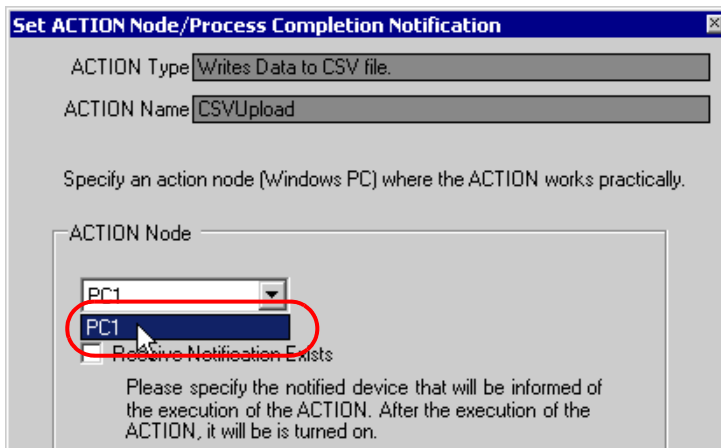 Set ACTION Node/Process Completion Notification
ACTION Type Writes Data to CSV file.
ACTION Name CSVUpload
Specify an action node (Windows PC) where the ACTION works practically.
ACTION Node
PC1
PC1
Receive Notification Exists
Please specify the notified device that will be informed of
the execution of the ACTION. After the execution of the
ACTION, it will be is turned on.